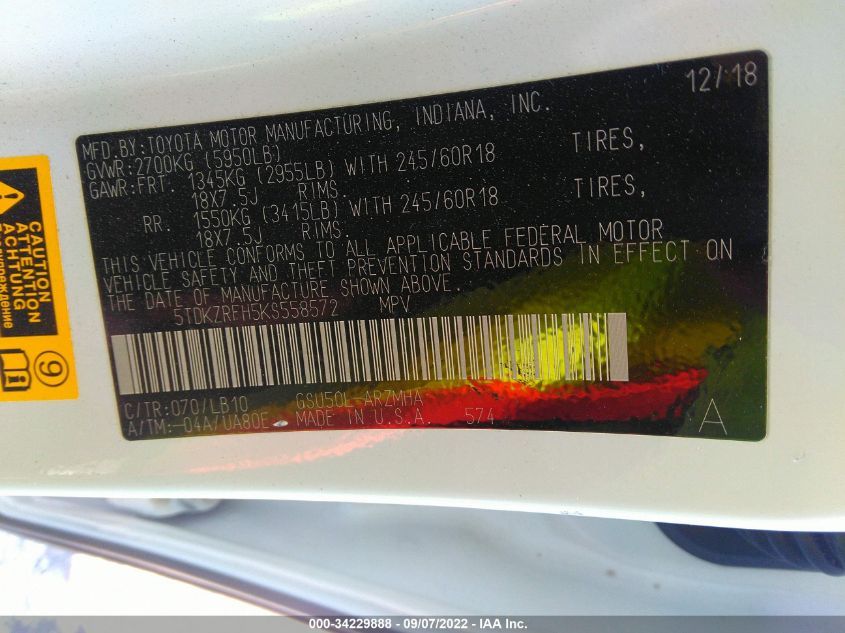 12/18
MFD.BY:TOYOTA MOTOR MANUFACTURING, INDIANA, INC.
GVWR:2700KG (5950LB)
GAWR:FRT. 1345KG (2955LB) WITH 245/60R18 TIRES,
18X7.5J RIMS.
RR. 1550KG (3415LB) WITH 245/60R18 TIRES,
18X7.5J RIMS.
THIS VEHICLE CONFORMS TO ALL APPLICABLE FEDERAL MOTOR
VEHICLE SAFETY AND THEFT PREVENTION STANDARDS IN EFFECT ON
THE DATE OF MANUFACTURE SHOWN ABOVE.
5TDKZRFH5KS558572 MPV
C/TR:070/LB10 GSU50L-ARZMHA
A/TM:-04A/UA80E MADE IN U.S.A. 574
A
CAUTION
ATTENTION
ACHTUNG
9
000-34229888 - 09/07/2022 - IAA Inc.